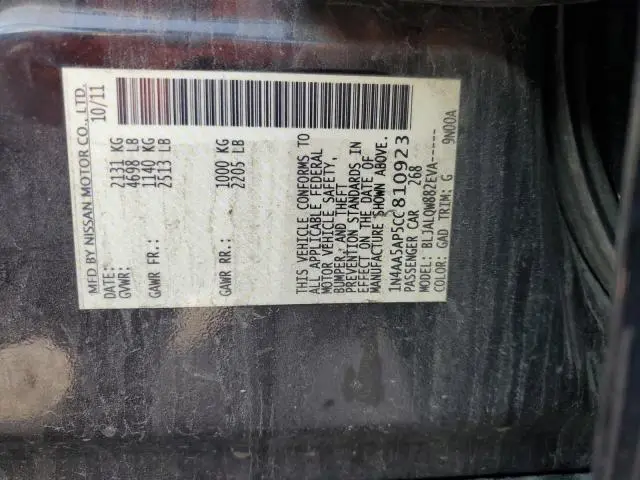 MFD BY NISSAN MOTOR CO., LTD.
DATE: 10/11
GVWR: 2131 KG
4698 LB
GAWR FR: 1140 KG
2513 LB
GAWR RR: 1000 KG
2205 LB
THIS VEHICLE CONFORMS TO
ALL APPLICABLE FEDERAL
MOTOR VEHICLE SAFETY,
BUMPER, AND THEFT
PREVENTION STANDARDS IN
EFFECT ON THE DATE OF
MANUFACTURE SHOWN ABOVE.
1N4AA5AP5CC810923
PASSENGER CAR 268
MODEL: BLJALQWBB2EVA-----
COLOR: GAD TRIM: G 9N00A